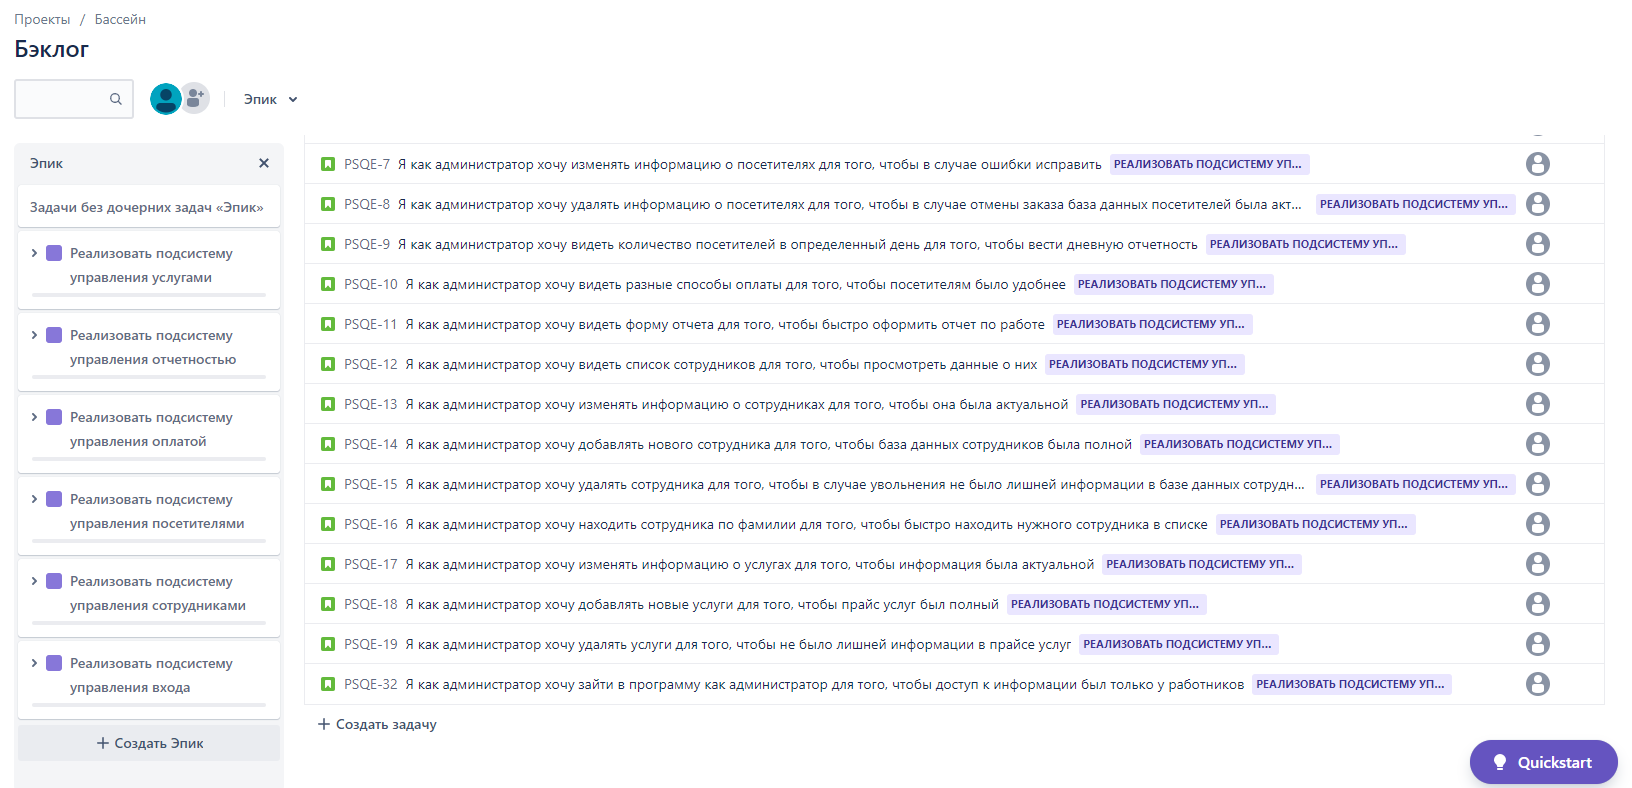 Проекты / Бассейн
Бэклог
Эпик
Эпик
Задачи без дочерних задач «Эпик»
Реализовать подсистему
управления услугами
Реализовать подсистему
управления отчетностью
Реализовать подсистему
управления оплатой
Реализовать подсистему
управления посетителями
Реализовать подсистему
управления сотрудниками
Реализовать подсистему
управления входа
+ Создать Эпик
PSQE-7 Я как администратор хочу изменять информацию о посетителях для того, чтобы в случае ошибки исправить РЕАЛИЗОВАТЬ ПОДСИСТЕМУ УП...
PSQE-8 Я как администратор хочу удалять информацию о посетителях для того, чтобы в случае отмены заказа база данных посетителей была акт... РЕАЛИЗОВАТЬ ПОДСИСТЕМУ УП...
PSQE-9 Я как администратор хочу видеть количество посетителей в определенный день для того, чтобы вести дневную отчетность РЕАЛИЗОВАТЬ ПОДСИСТЕМУ УП...
PSQE-10 Я как администратор хочу видеть разные способы оплаты для того, чтобы посетителям было удобнее РЕАЛИЗОВАТЬ ПОДСИСТЕМУ УП...
PSQE-11 Я как администратор хочу видеть форму отчета для того, чтобы быстро оформить отчет по работе РЕАЛИЗОВАТЬ ПОДСИСТЕМУ УП...
PSQE-12 Я как администратор хочу видеть список сотрудников для того, чтобы просмотреть данные о них РЕАЛИЗОВАТЬ ПОДСИСТЕМУ УП...
PSQE-13 Я как администратор хочу изменять информацию о сотрудниках для того, чтобы она была актуальной РЕАЛИЗОВАТЬ ПОДСИСТЕМУ УП...
PSQE-14 Я как администратор хочу добавлять нового сотрудника для того, чтобы база данных сотрудников была полной РЕАЛИЗОВАТЬ ПОДСИСТЕМУ УП...
PSQE-15 Я как администратор хочу удалять сотрудника для того, чтобы в случае увольнения не было лишней информации в базе данных сотрудн... РЕАЛИЗОВАТЬ ПОДСИСТЕМУ УП...
PSQE-16 Я как администратор хочу находить сотрудника по фамилии для того, чтобы быстро находить нужного сотрудника в списке РЕАЛИЗОВАТЬ ПОДСИСТЕМУ УП...
PSQE-17 Я как администратор хочу изменять информацию о услугах для того, чтобы информация была актуальной РЕАЛИЗОВАТЬ ПОДСИСТЕМУ УП...
PSQE-18 Я как администратор хочу добавлять новые услуги для того, чтобы прайс услуг был полный РЕАЛИЗОВАТЬ ПОДСИСТЕМУ УП...
PSQE-19 Я как администратор хочу удалять услуги для того, чтобы не было лишней информации в прайсе услуг РЕАЛИЗОВАТЬ ПОДСИСТЕМУ УП...
PSQE-32 Я как администратор хочу зайти в программу как администратор для того, чтобы доступ к информации был только у работников РЕАЛИЗОВАТЬ ПОДСИСТЕМУ УП...
+ Создать задачу
Quickstart